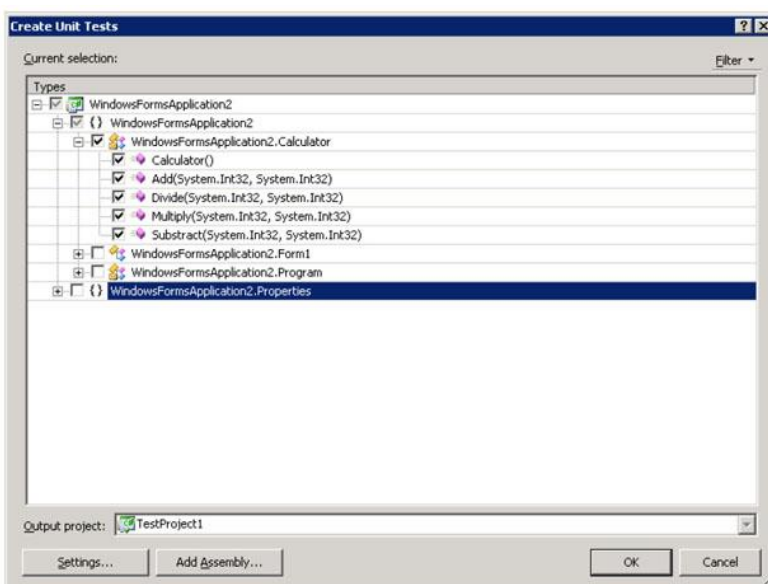 Create Unit Tests
Current selection:
Filter
Types
WindowsFormsApplication2
{} WindowsFormsApplication2
WindowsFormsApplication2.Calculator
Calculator()
Add(System.Int32, System.Int32)
Divide(System.Int32, System.Int32)
Multiply(System.Int32, System.Int32)
Substract(System.Int32, System.Int32)
WindowsFormsApplication2.Form1
WindowsFormsApplication2.Program
{} WindowsFormsApplication2.Properties
Output project: TestProject1
Settings... Add Assembly... OK Cancel